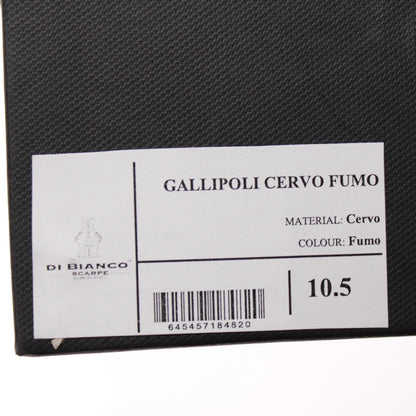 GALLIPOLI CERVO FUMO
MATERIAL: Cervo
COLOUR: Fumo
DI BIANCO
SCARPE
10.5
645457184820